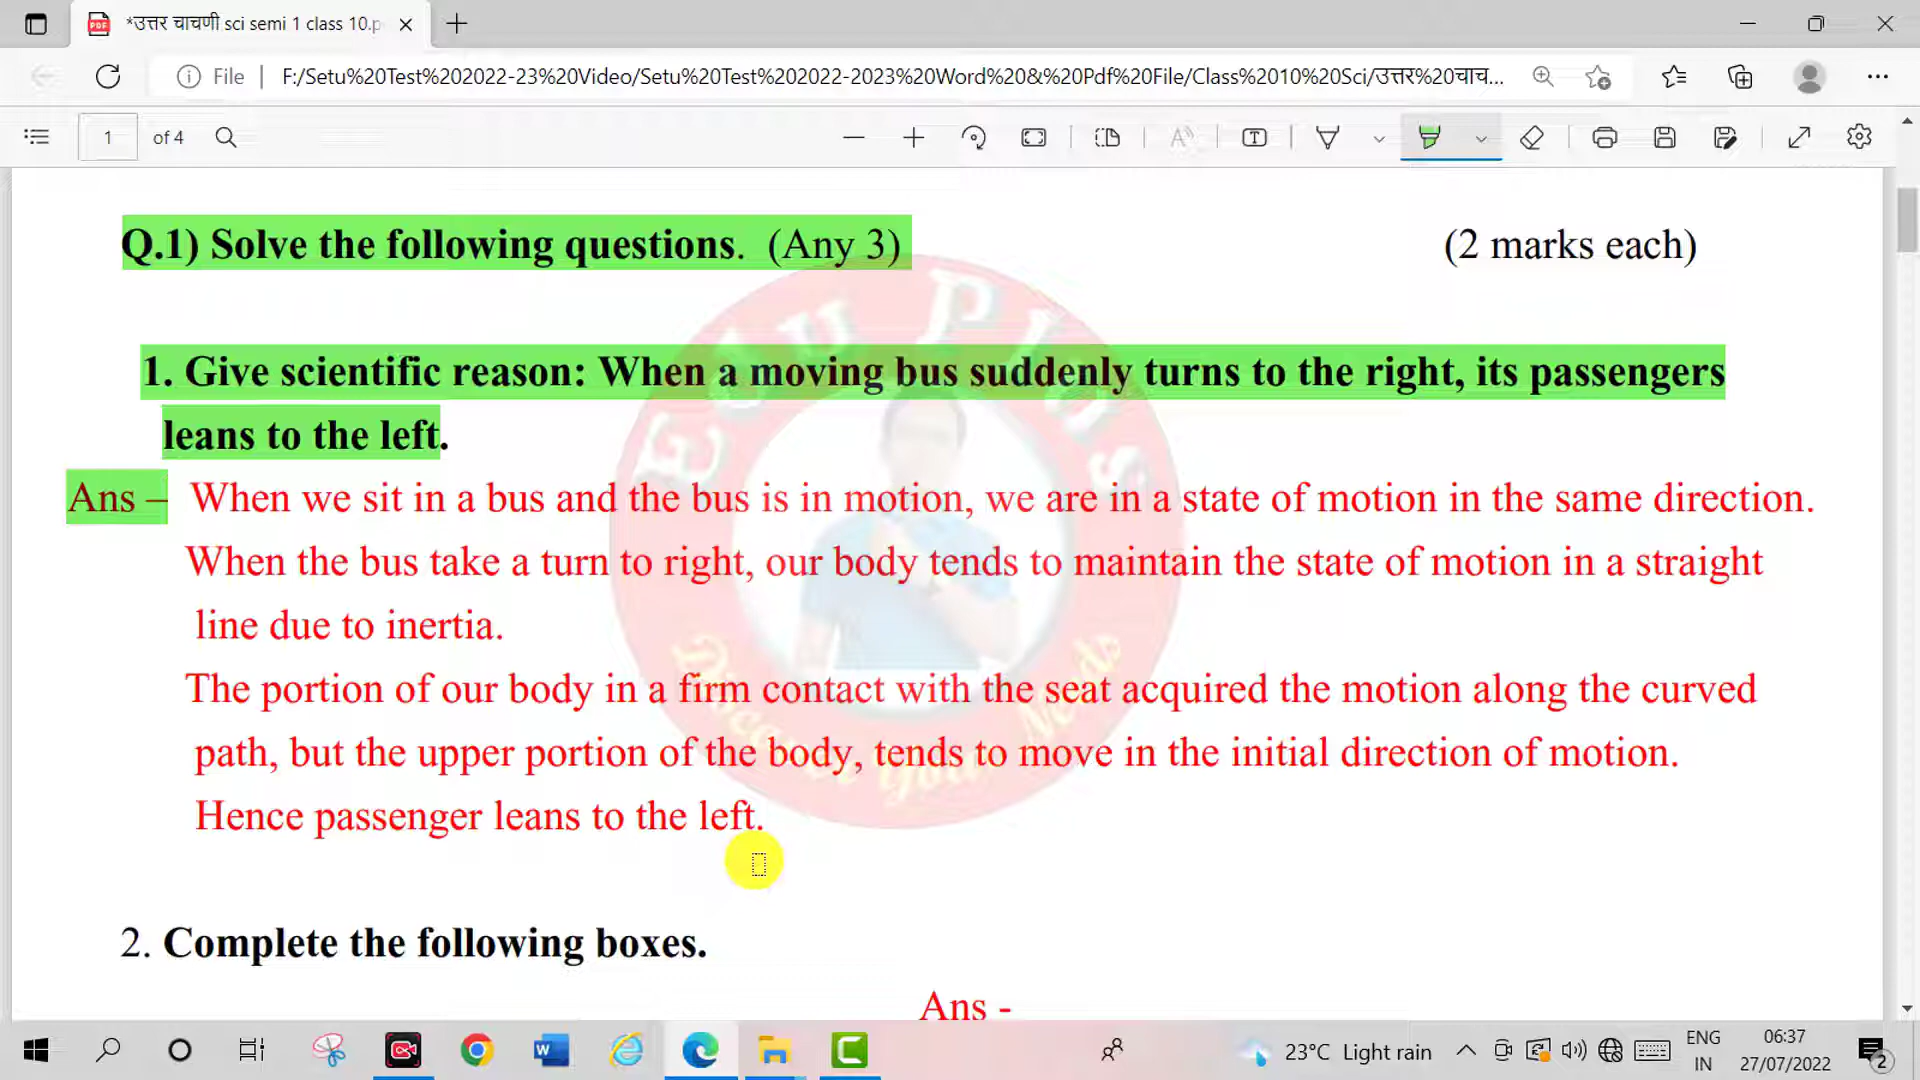 *उत्तर चाचणी sci semi 1 class 10.p
File
F:/Setu%20Test%202022-23%20Video/Setu%20Test%202022-2023%20Word%20&%20Pdf%20File/Class%2010%20Sci/उत्तर%20चाच...
1 of 4
Q.1) Solve the following questions. (Any 3) (2 marks each)
1. Give scientific reason: When a moving bus suddenly turns to the right, its passengers
leans to the left.
Ans – When we sit in a bus and the bus is in motion, we are in a state of motion in the same direction.
When the bus take a turn to right, our body tends to maintain the state of motion in a straight
line due to inertia.
The portion of our body in a firm contact with the seat acquired the motion along the curved
path, but the upper portion of the body, tends to move in the initial direction of motion.
Hence passenger leans to the left.
2. Complete the following boxes.
Ans -
EDU PLUS
Discover Your Needs
23°C Light rain
ENG
IN
06:37
27/07/2022
2